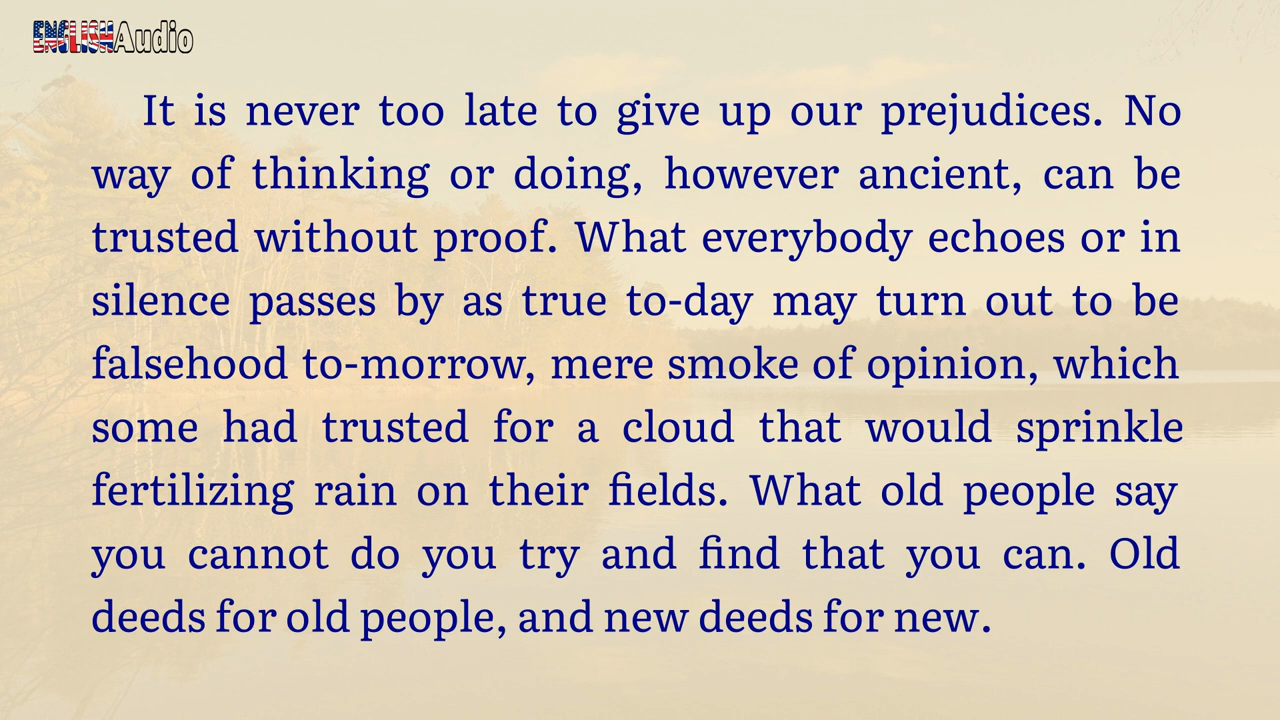 ENGLISHAudio
It is never too late to give up our prejudices. No
way of thinking or doing, however ancient, can be
trusted without proof. What everybody echoes or in
silence passes by as true to-day may turn out to be
falsehood to-morrow, mere smoke of opinion, which
some had trusted for a cloud that would sprinkle
fertilizing rain on their fields. What old people say
you cannot do you try and find that you can. Old
deeds for old people, and new deeds for new.